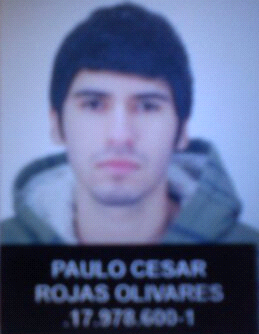 PAULO CESAR
ROJAS OLIVARES
.17.978.600-1